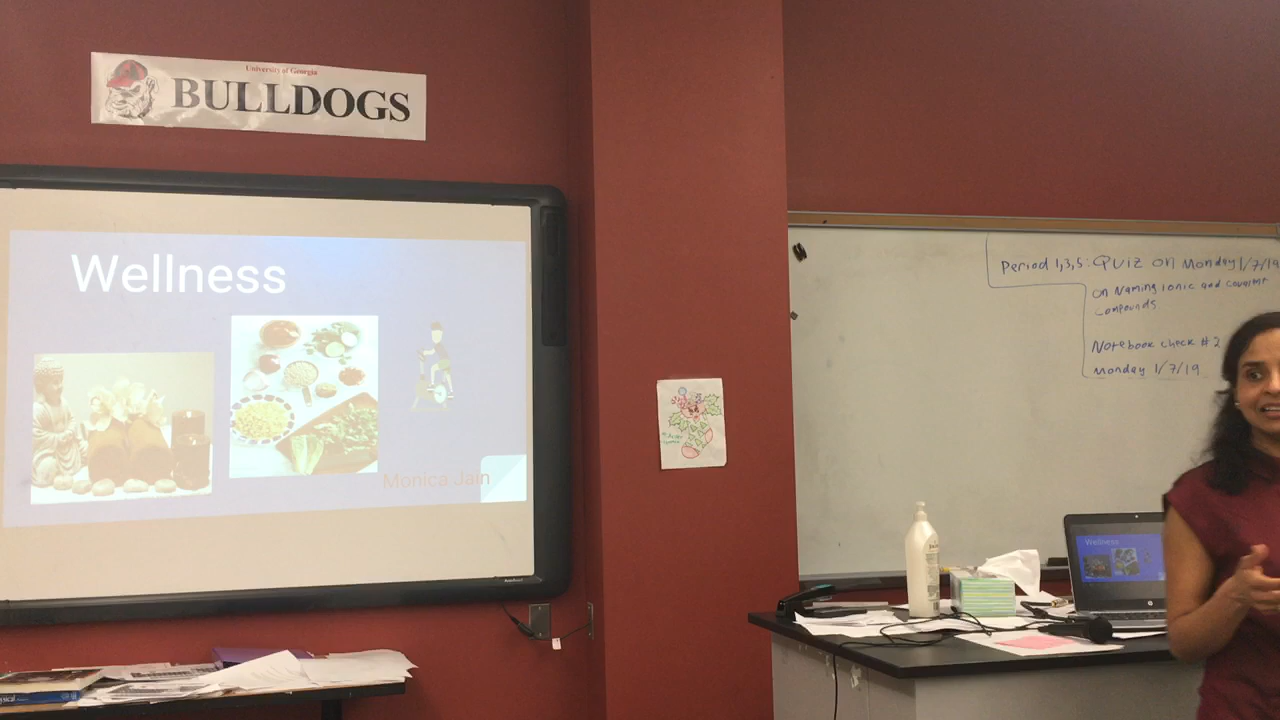 University of Georgia
BULLDOGS
Wellness
Monica Jain
Period 1,3,5: QUIZ on Monday 1/7/19
on Naming ionic and covalent
compounds
Notebook check #2
Monday 1/7/19
Wellness